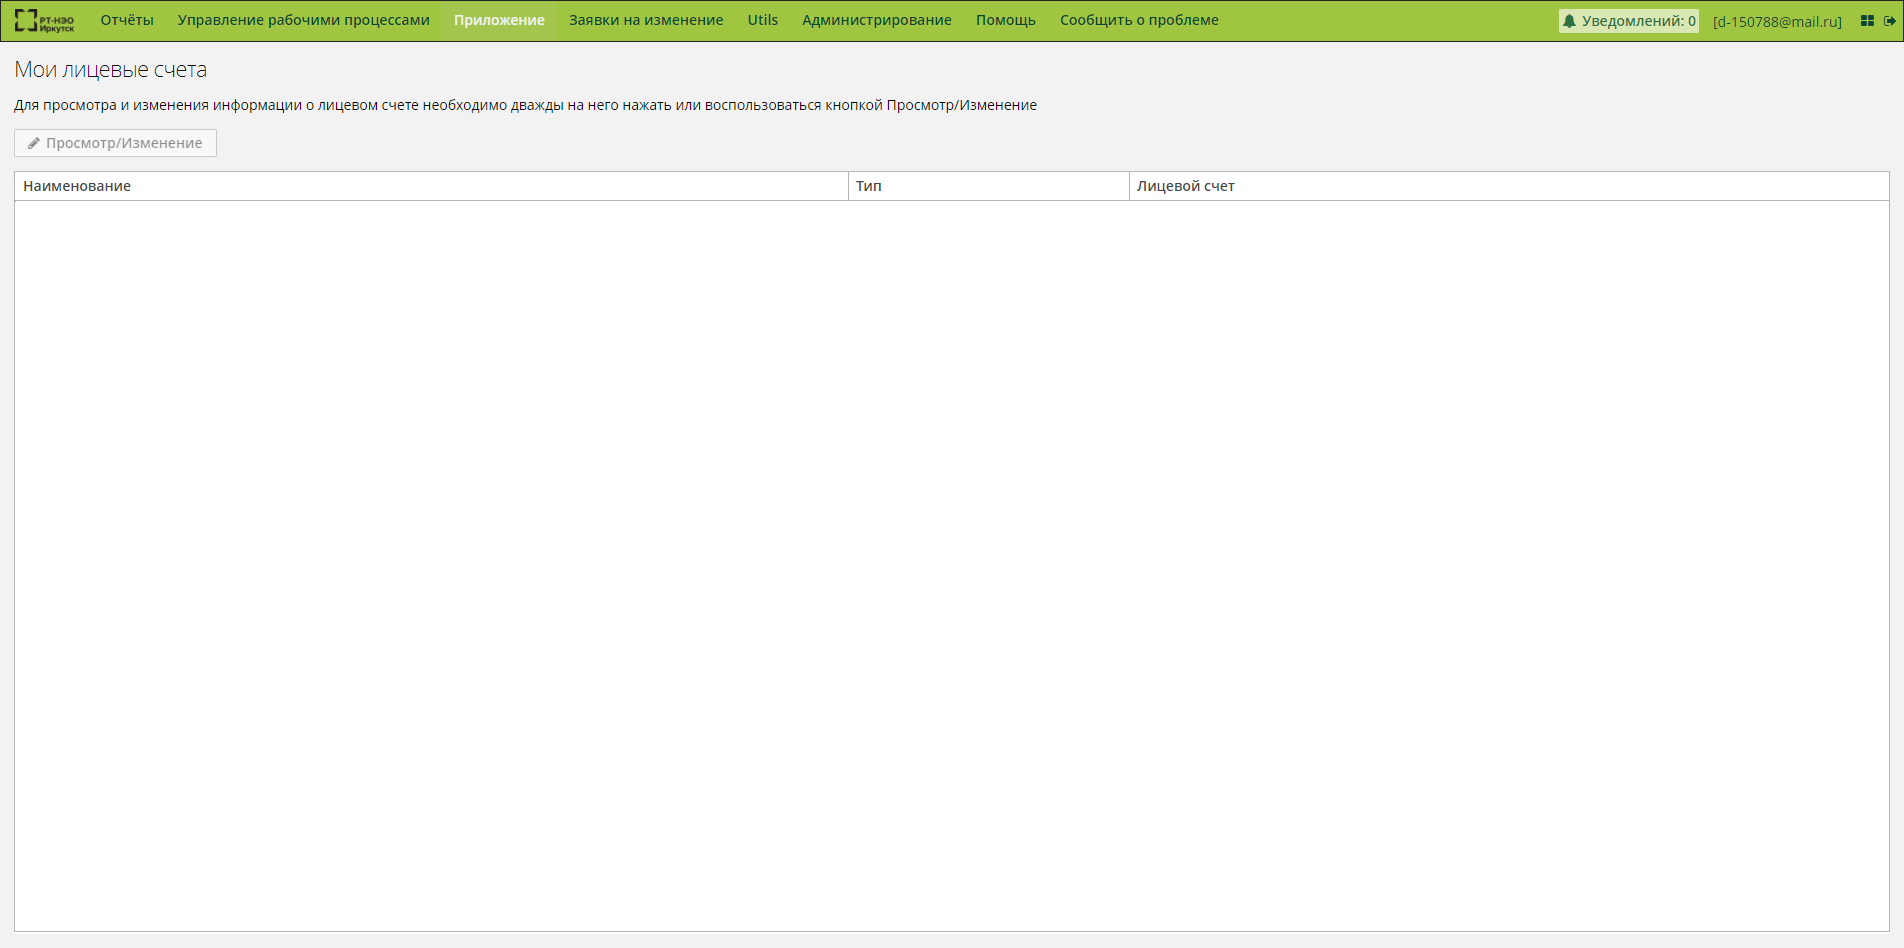 РТ-НЭО
Иркутск
Отчёты
Управление рабочими процессами
Приложение
Заявки на изменение
Utils
Администрирование
Помощь
Сообщить о проблеме
Уведомлений: 0
[d-150788@mail.ru]
Мои лицевые счета
Для просмотра и изменения информации о лицевом счете необходимо дважды на него нажать или воспользоваться кнопкой Просмотр/Изменение
Просмотр/Изменение
Наименование
Тип
Лицевой счет